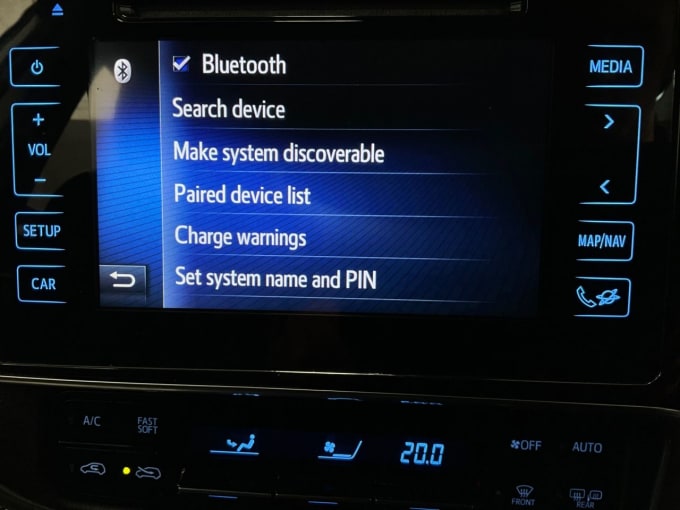 Bluetooth
MEDIA
Search device
+
VOL
-
Make system discoverable
Paired device list
SETUP
Charge warnings
MAP/NAV
CAR
Set system name and PIN
A/C
FAST
SOFT
20.0
OFF
AUTO
FRONT
REAR